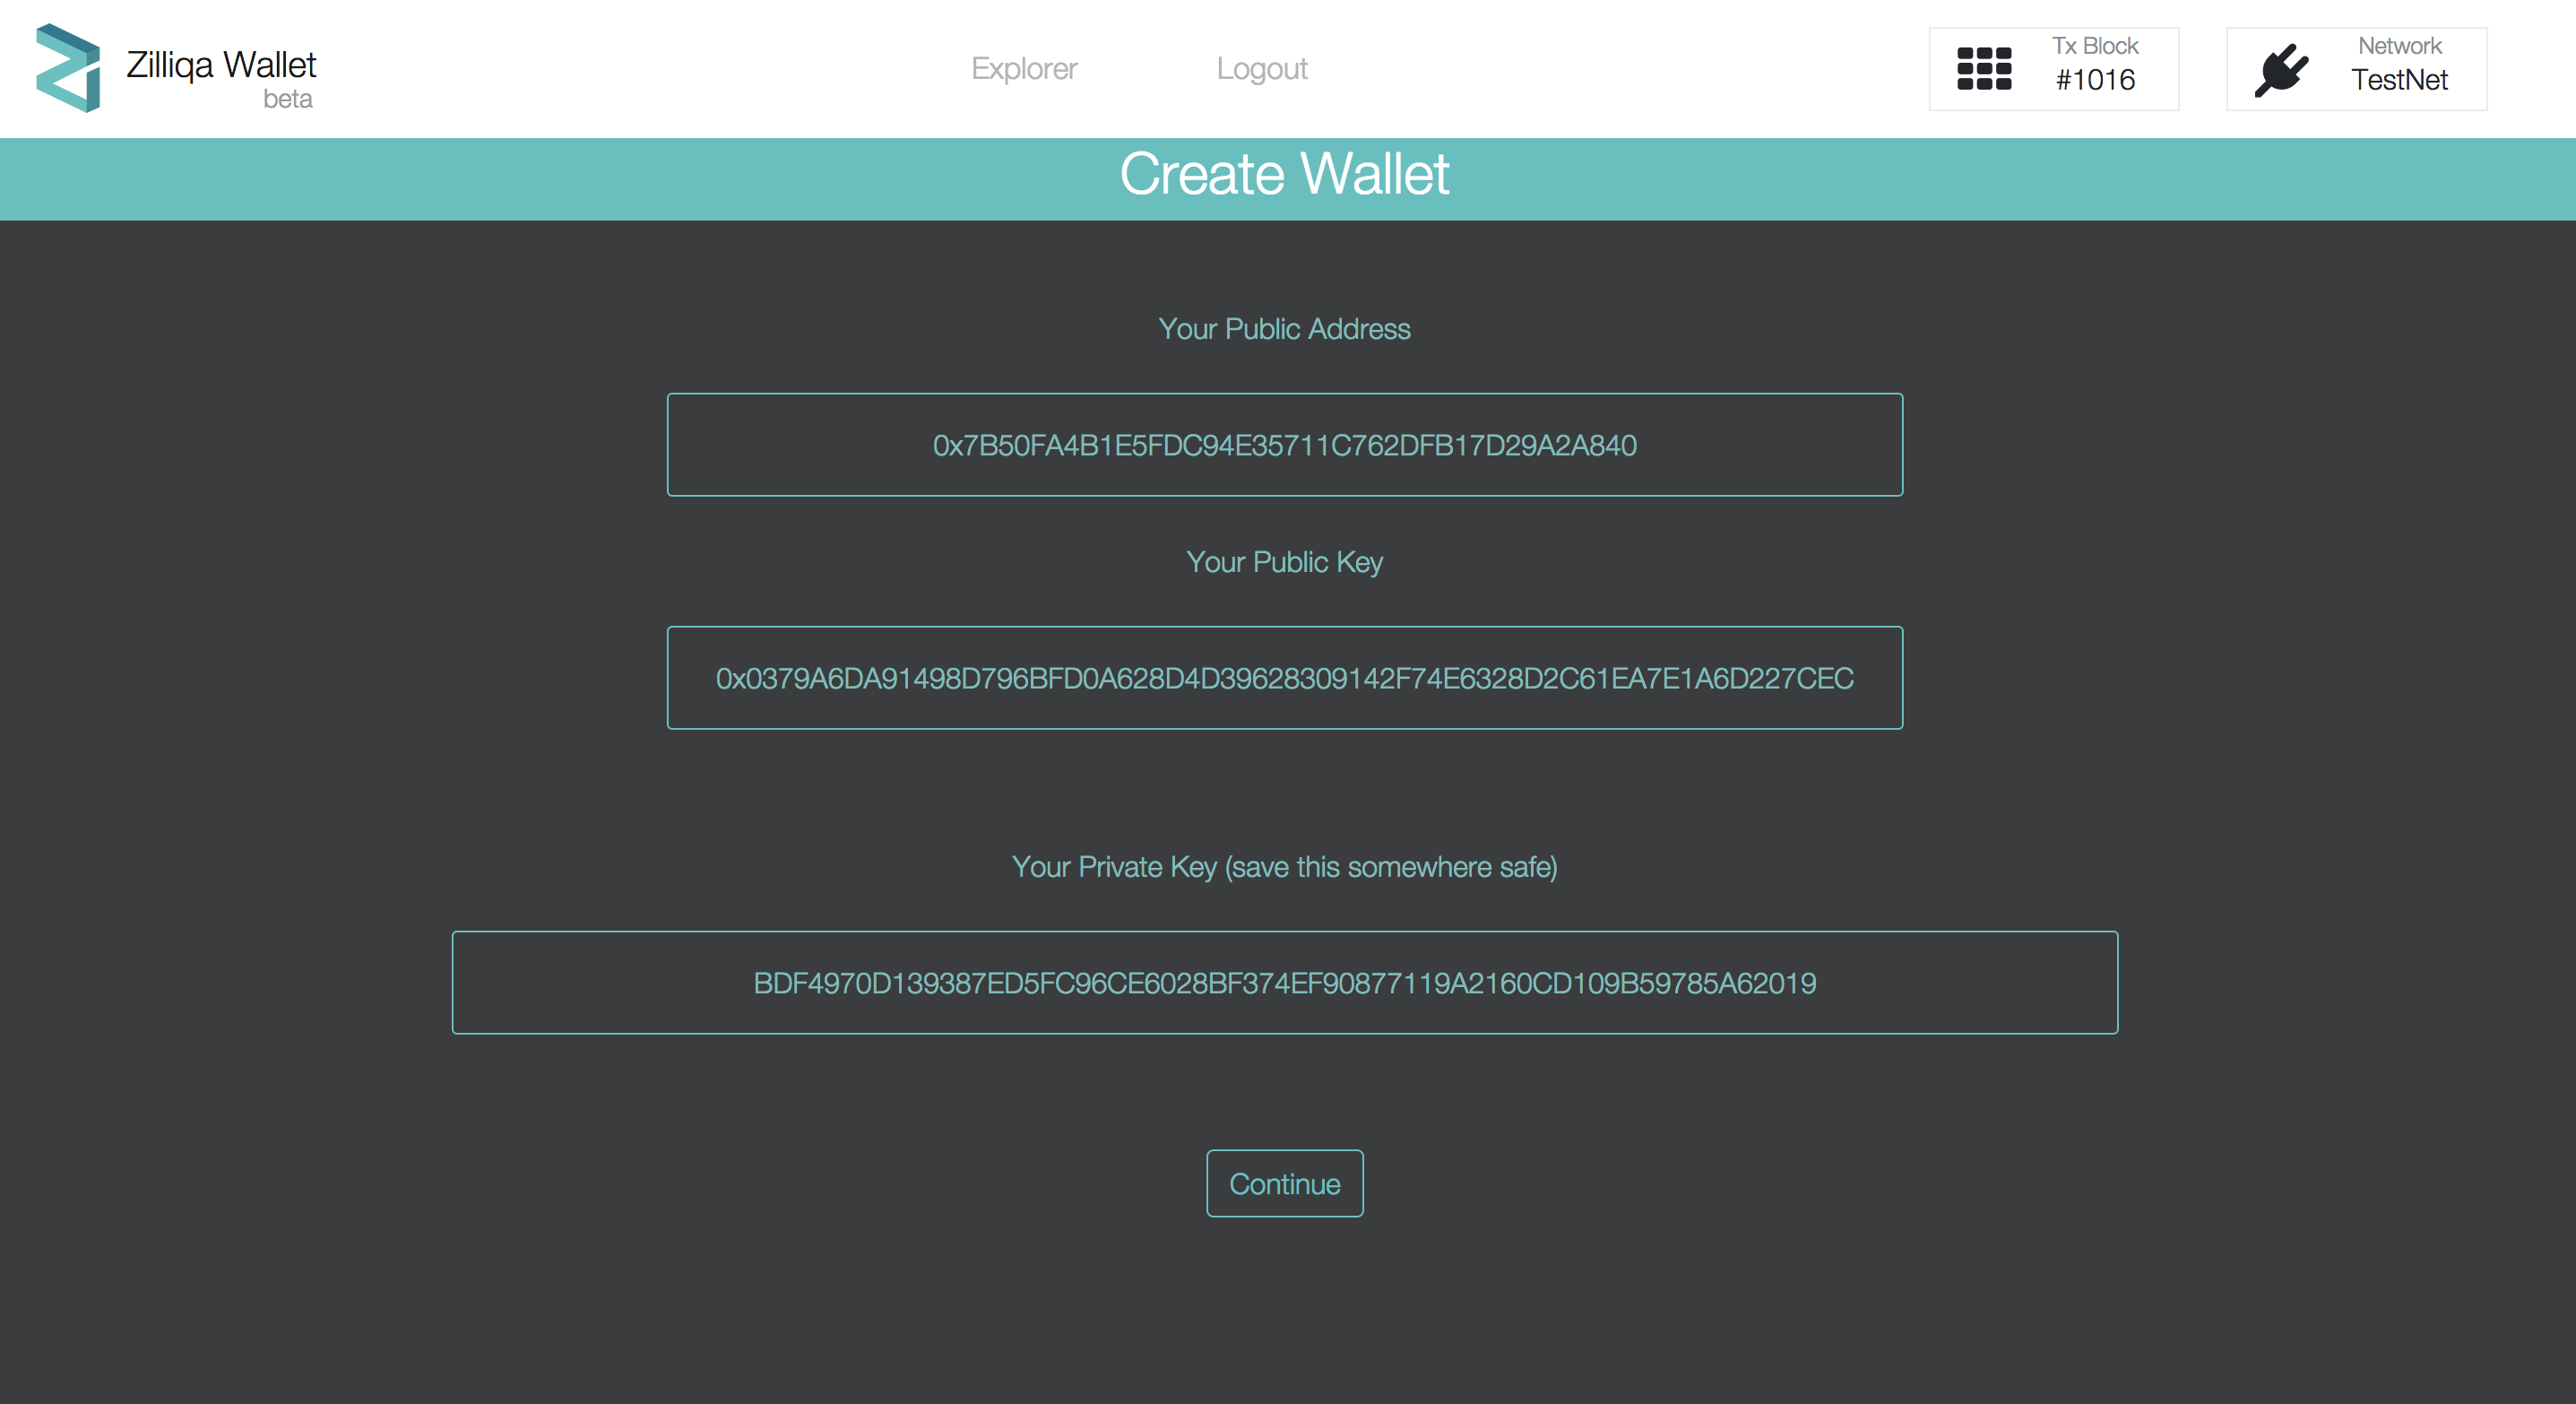 Zilliqa Wallet
beta
Explorer
Logout
Tx Block
#1016
Network
TestNet
Create Wallet
Your Public Address
0x7B50FA4B1E5FDC94E35711C762DFB17D29A2A840
Your Public Key
0x0379A6DA91498D796BFD0A628D4D39628309142F74E6328D2C61EA7E1A6D227CEC
Your Private Key (save this somewhere safe)
BDF4970D139387ED5FC96CE6028BF374EF90877119A2160CD109B59785A62019
Continue